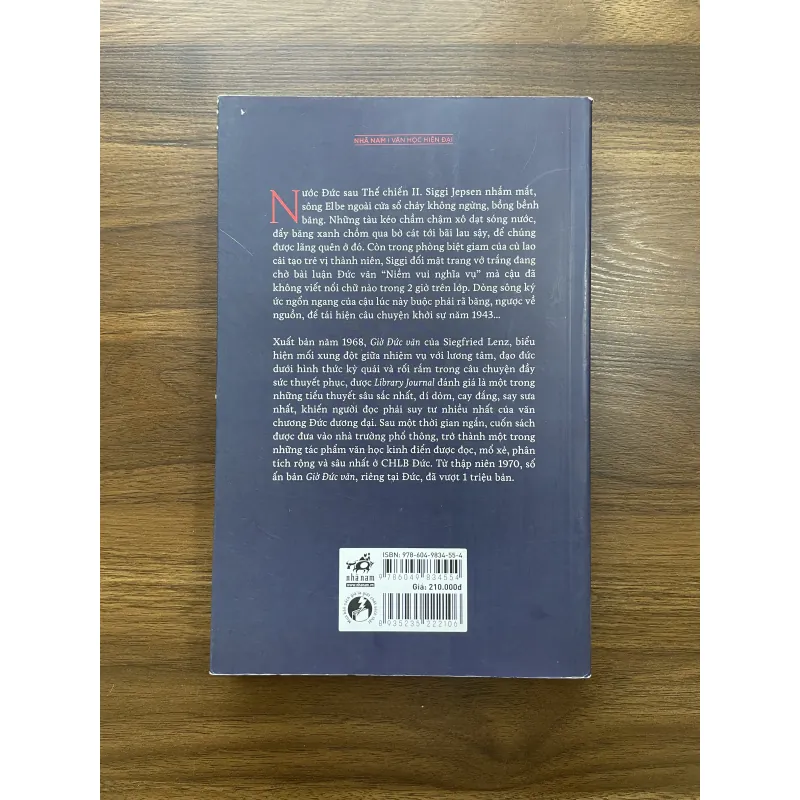 NHÃ NAM | VĂN HỌC HIỆN ĐẠI
Nước Đức sau Thế chiến II. Siggi Jepsen nhắm mắt,
sông Elbe ngoài cửa sổ chảy không ngừng, bồng bềnh
băng. Những tàu kéo chầm chậm xô dạt sóng nước,
đẩy băng xanh chồm qua bờ cát tới bãi lau sậy, để chúng
được lãng quên ở đó. Còn trong phòng biệt giam của cù lao
cải tạo trẻ vị thành niên, Siggi đối mặt trang vở trắng đang
chờ bài luận Đức văn “Niềm vui nghĩa vụ” mà cậu đã
không viết nổi chữ nào trong 2 giờ trên lớp. Dòng sông ký
ức ngổn ngang của cậu lúc này buộc phải rã băng, ngược về
nguồn, để tái hiện câu chuyện khởi sự năm 1943...
Xuất bản năm 1968, Giờ Đức văn của Siegfried Lenz, biểu
hiện mối xung đột giữa nhiệm vụ với lương tâm, đạo đức
dưới hình thức kỳ quái và rối rắm trong câu chuyện đầy
sức thuyết phục, được Library Journal đánh giá là một trong
những tiểu thuyết sâu sắc nhất, dí dỏm, cay đắng, say sưa
nhất, khiến người đọc phải suy tư nhiều nhất của văn
chương Đức đương đại. Sau một thời gian ngắn, cuốn sách
được đưa vào nhà trường phổ thông, trở thành một trong
những tác phẩm văn học kinh điển được đọc, mổ xẻ, phân
tích rộng và sâu nhất ở CHLB Đức. Từ thập niên 1970, số
ấn bản Giờ Đức văn, riêng tại Đức, đã vượt 1 triệu bản.
ISBN: 978-604-9834-55-4
nhã nam
www.nhanam.vn
9 786049 834554
Giá: 210.000đ
8 935235 222106